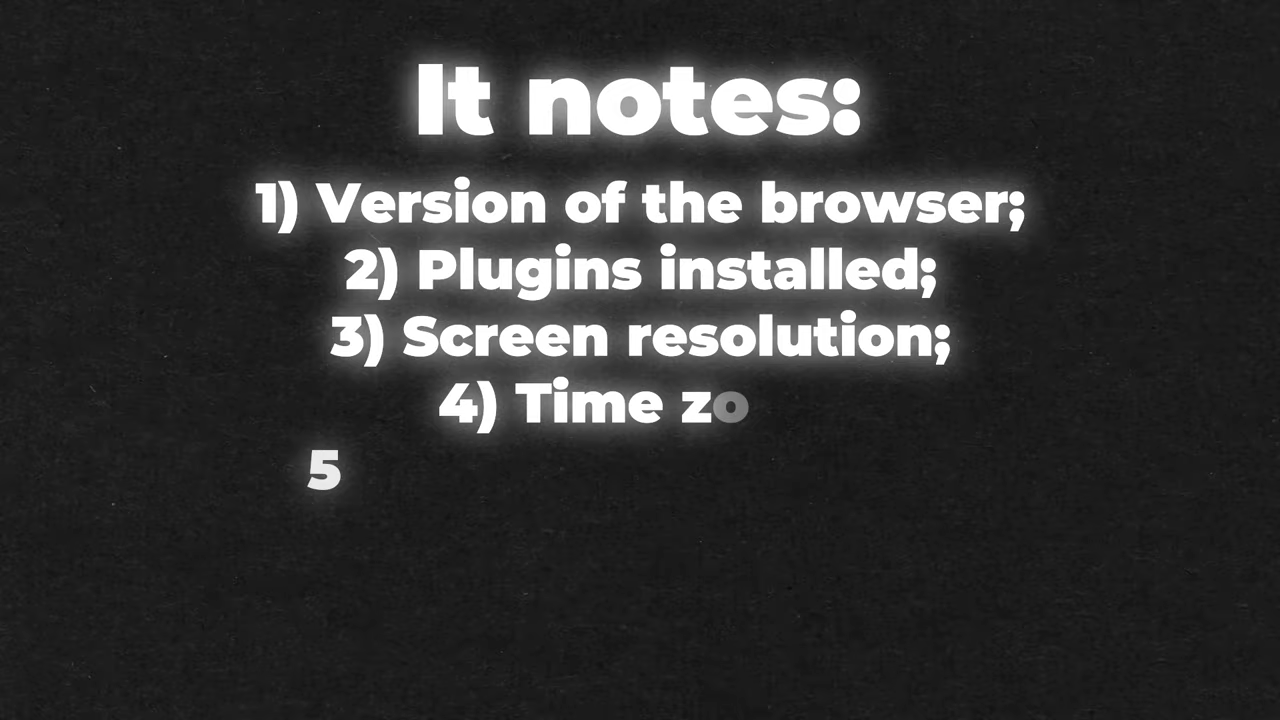 It notes:
1) Version of the browser;
2) Plugins installed;
3) Screen resolution;
4) Time zo
5